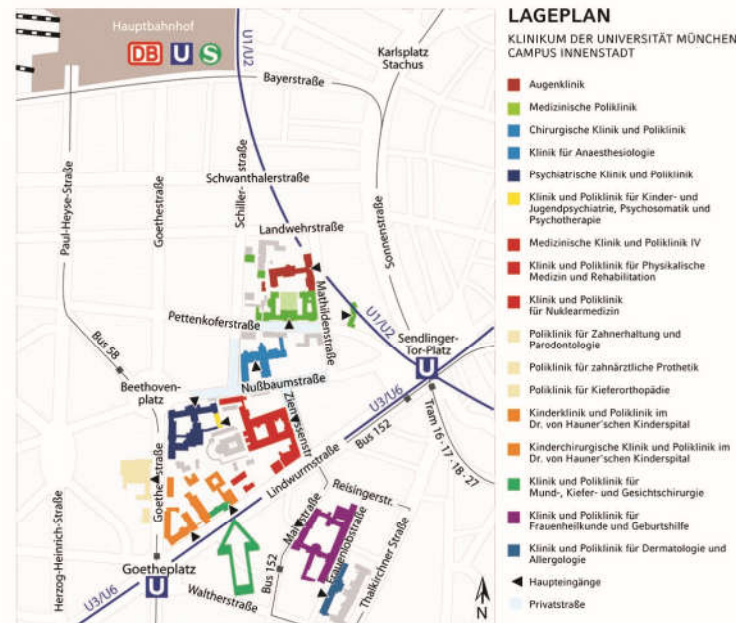 Hauptbahnhof
DB U S
U1/U2
Karlsplatz
Stachus
Bayerstraße
Paul-Heyse-Straße
Goethestraße
Schiller-
straße
Schwanthalerstraße
Sonnenstraße
Landwehrstraße
Mathildenstraße
Pettenkoferstraße
U1/U2
Sendlinger-
Tor-Platz
U
Bus 58
Beethoven-
platz
Nußbaumstraße
U3/U6
Ziemssenstr
Bus 152
Tram 16 · 17 · 18 · 27
Goethestraße
Lindwurmstraße
Reisingerstr.
Herzog-Heinrich-Straße
Maistraße
Frauenlobstraße
Thalkirchner Straße
Goetheplatz
U
Bus 152
U3/U6
Waltherstraße
N
LAGEPLAN
KLINIKUM DER UNIVERSITÄT MÜNCHEN
CAMPUS INNENSTADT
Augenklinik
Medizinische Poliklinik
Chirurgische Klinik und Poliklinik
Klinik für Anaesthesiologie
Psychiatrische Klinik und Poliklinik
Klinik und Poliklinik für Kinder- und
Jugendpsychiatrie, Psychosomatik und
Psychotherapie
Medizinische Klinik und Poliklinik IV
Klinik und Poliklinik für Physikalische
Medizin und Rehabilitation
Klinik und Poliklinik
für Nuklearmedizin
Poliklinik für Zahnerhaltung und
Parodontologie
Poliklinik für zahnärztliche Prothetik
Poliklinik für Kieferorthopädie
Kinderklinik und Poliklinik im
Dr. von Hauner'schen Kinderspital
Kinderchirurgische Klinik und Poliklinik im
Dr. von Hauner'schen Kinderspital
Klinik und Poliklinik für
Mund-, Kiefer- und Gesichtschirurgie
Klinik und Poliklinik für
Frauenheilkunde und Geburtshilfe
Klinik und Poliklinik für Dermatologie und
Allergologie
Haupteingänge
Privatstraße